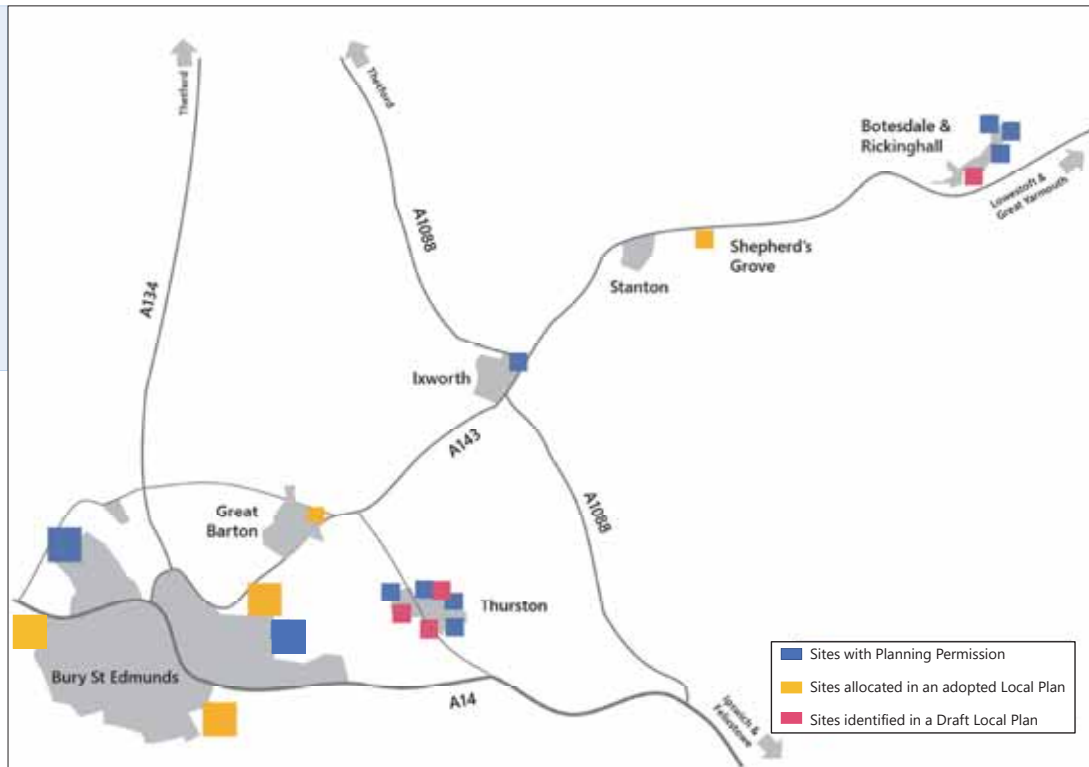 Thetford
Thetford
Botesdale &
Rickinghall
Lowestoft &
Great Yarmouth
A1088
Shepherd's
Grove
Stanton
A134
Ixworth
A143
A1088
Great
Barton
Thurston
Bury St Edmunds
A14
Ipswich &
Felixstowe
Sites with Planning Permission
Sites allocated in an adopted Local Plan
Sites identified in a Draft Local Plan